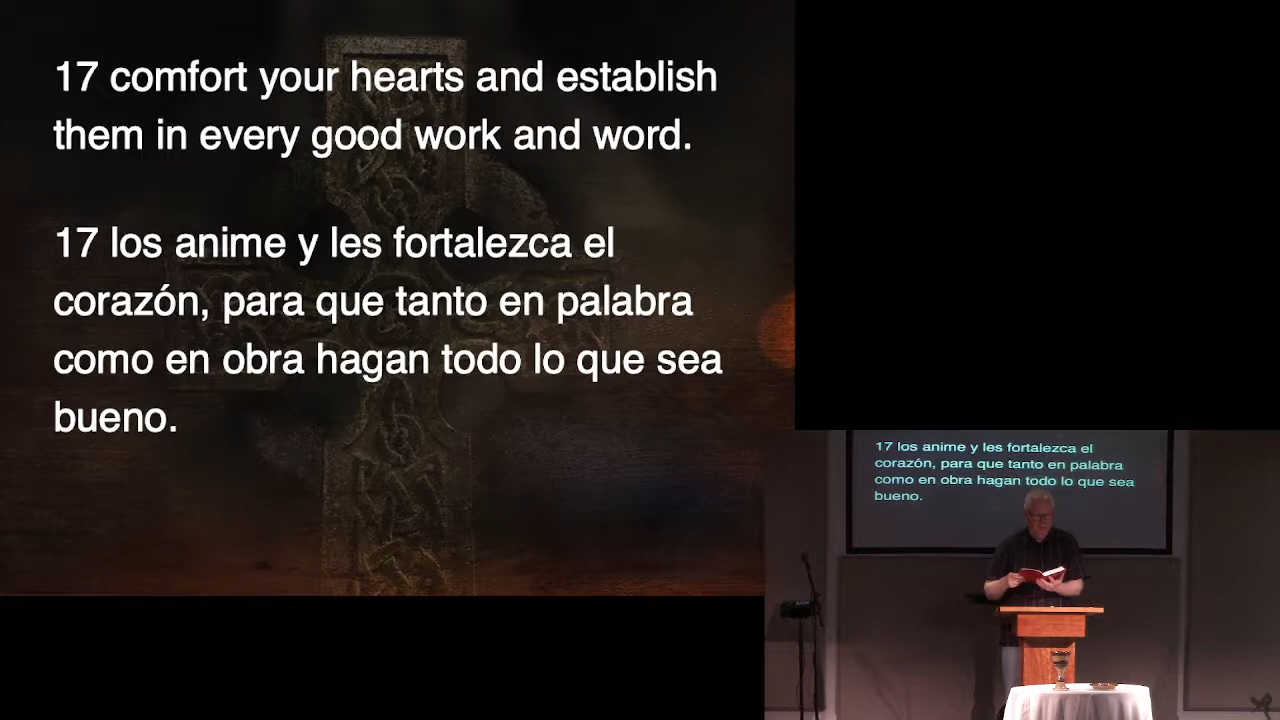 17 comfort your hearts and establish
them in every good work and word.
17 los anime y les fortalezca el
corazón, para que tanto en palabra
como en obra hagan todo lo que sea
bueno.
17 los anime y les fortalezca el
corazón, para que tanto en palabra
como en obra hagan todo lo que sea
bueno.